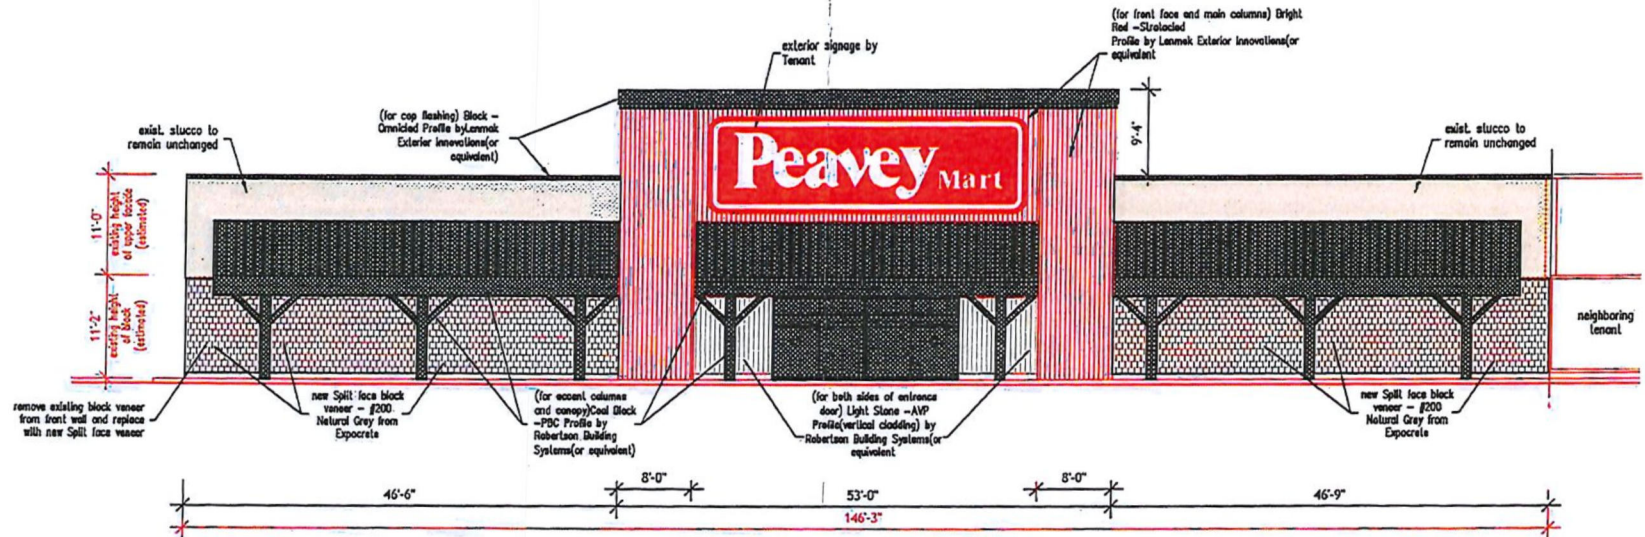 (for front face and main columns) Bright
Red -Strataclad
Profile by Lenmak Exterior Innovations(or
equivalent
exterior signage by
Tenant
(for cap flashing) Black -
Omniclad Profile byLenmak
Exterior Innovations(or
equivalent)
exist. stucco to
remain unchanged
exist. stucco to
remain unchanged
9'-4"
Peavey Mart
11'-0"
existing height
of upper facade
(estimated)
11'-2"
existing height
of block
(estimated)
neighboring
tenant
remove existing block veneer
from front wall and replace
with new Split face veneer
new Split face block
veneer - #200
Natural Grey from
Expocrete
(for accent columns
and canopy)Coal Black
-PBC Profile by
Robertson Building
Systems(or equivalent)
(for both sides of entrance
door) Light Stone -AVP
Profile(vertical cladding) by
Robertson Building Systems(or
equivalent
new Split face block
veneer - #200
Natural Grey from
Expocrete
8'-0"
8'-0"
46'-6"
53'-0"
46'-9"
146'-3"